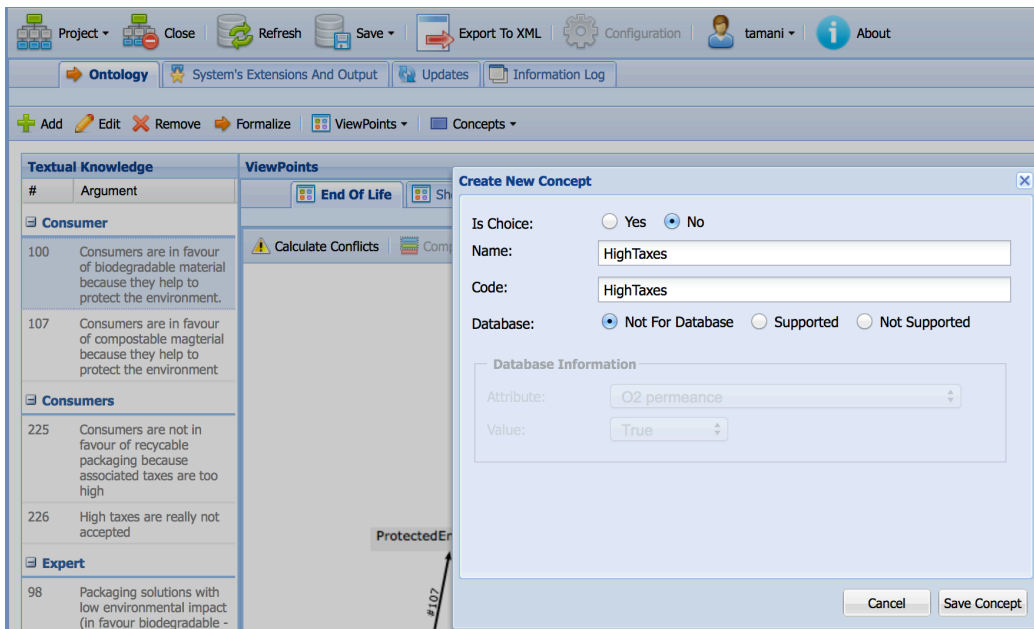 Project Close Refresh Save Export To XML Configuration tamani About
Ontology System's Extensions And Output Updates Information Log
Add Edit Remove Formalize ViewPoints Concepts
Textual Knowledge
# Argument
Consumer
100 Consumers are in favour
of biodegradable material
because they help to
protect the environment.
107 Consumers are in favour
of compostable magterial
because they help to
protect the environment
Consumers
225 Consumers are not in
favour of recycable
packaging because
associated taxes are too
high
226 High taxes are really not
accepted
Expert
98 Packaging solutions with
low environmental impact
(in favour biodegradable -
ViewPoints
End Of Life
Calculate Conflicts
#107
Create New Concept
Is Choice: Yes No
Name: HighTaxes
Code: HighTaxes
Database: Not For Database Supported Not Supported
Database Information
Attribute: O2 permeance
Value: True
Cancel Save Concept